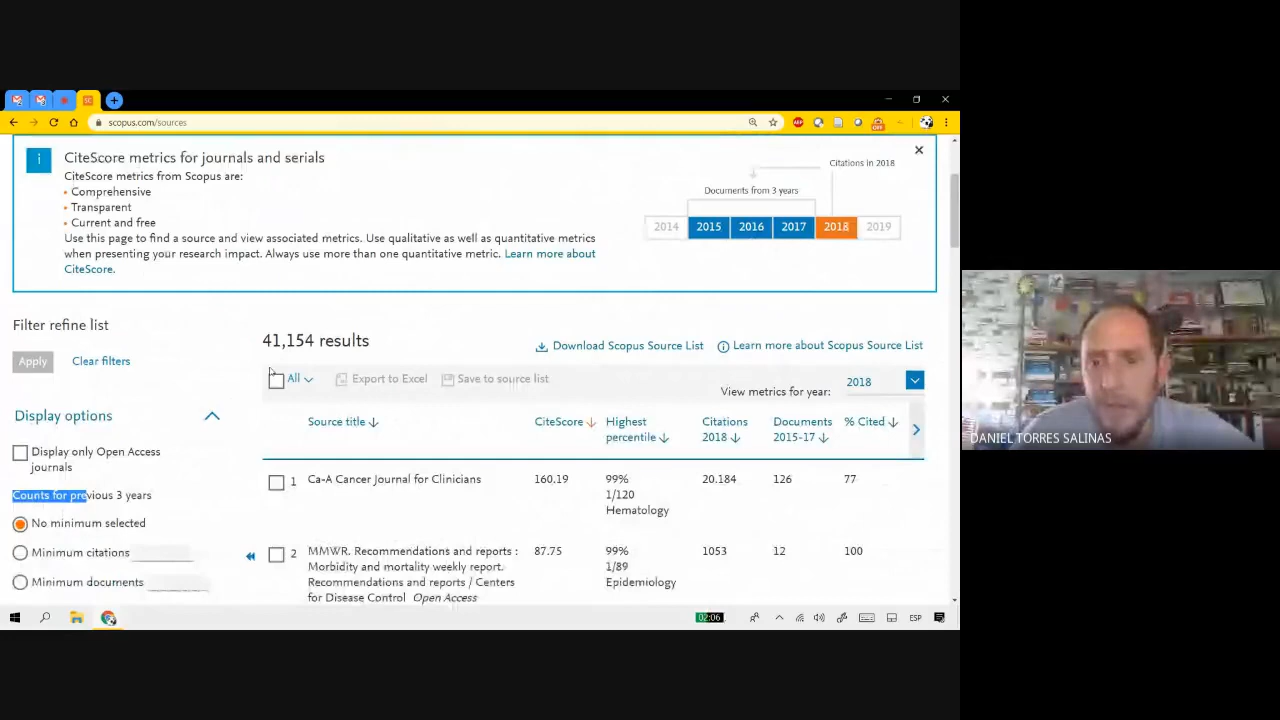 scopus.com/sources
OFF
i
CiteScore metrics for journals and serials
CiteScore metrics from Scopus are:
• Comprehensive
• Transparent
• Current and free
Use this page to find a source and view associated metrics. Use qualitative as well as quantitative metrics
when presenting your research impact. Always use more than one quantitative metric. Learn more about
CiteScore.
Citations in 2018
Documents from 3 years
2014 2015 2016 2017 2018 2019
Filter refine list
Apply Clear filters
Display options
Display only Open Access
journals
Counts for previous 3 years
No minimum selected
Minimum citations
Minimum documents
41,154 results
Download Scopus Source List
Learn more about Scopus Source List
All Export to Excel Save to source list
View metrics for year: 2018
Source title CiteScore Highest
percentile Citations
2018 Documents
2015-17 % Cited
1 Ca-A Cancer Journal for Clinicians 160.19 99% 20.184 126 77
1/120
Hematology
2 MMWR. Recommendations and reports : 87.75 99% 1053 12 100
Morbidity and mortality weekly report. 1/89
Recommendations and reports / Centers Epidemiology
for Disease Control Open Access
02:06
ESP
DANIEL TORRES SALINAS